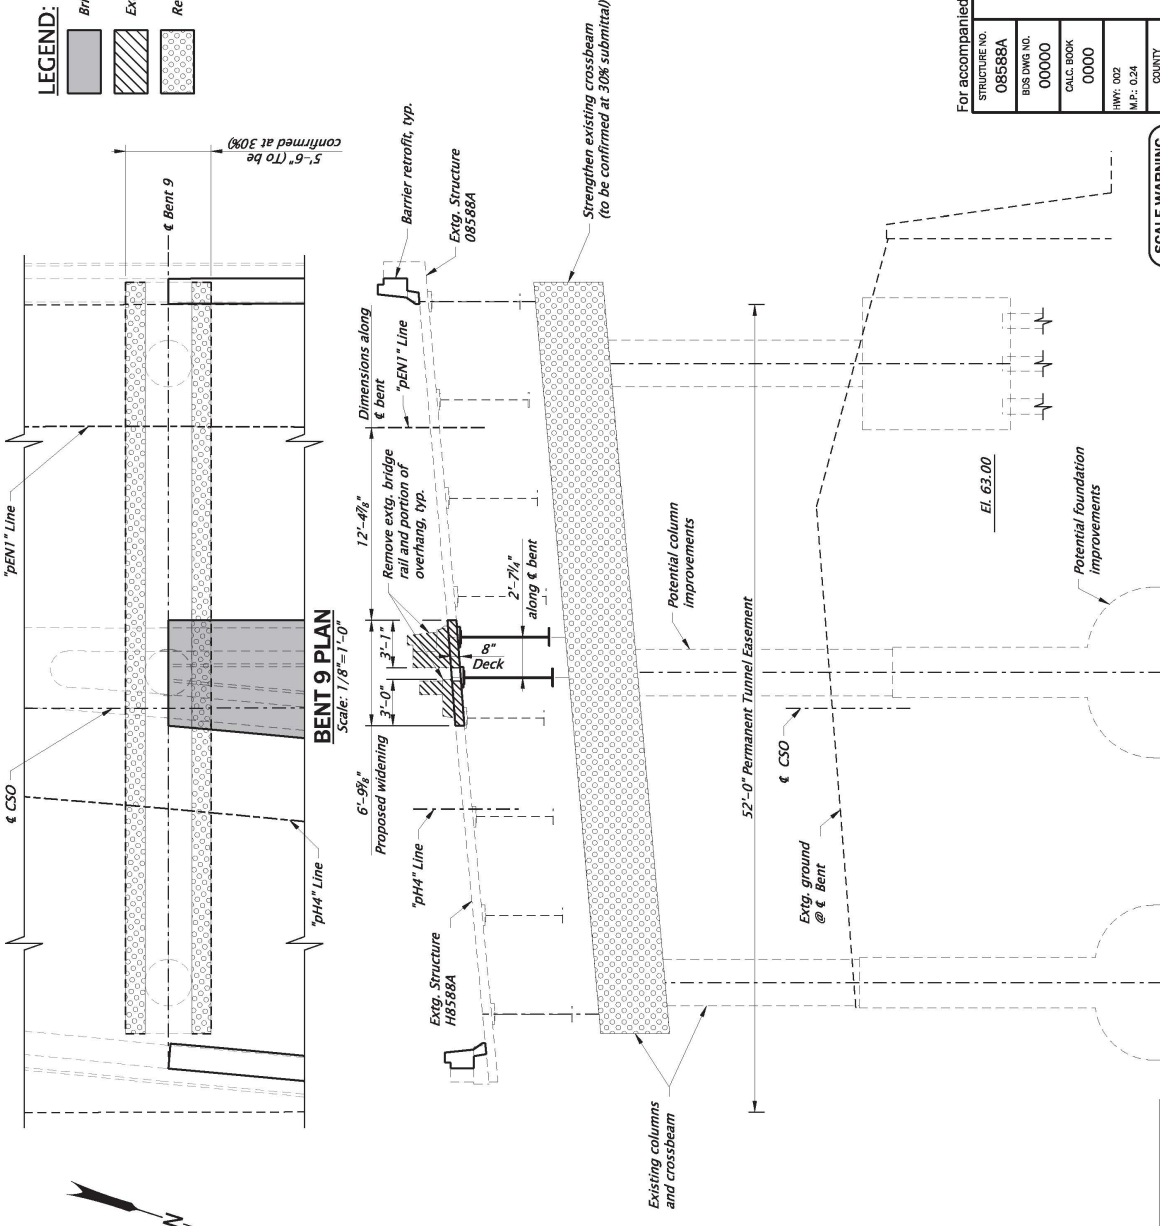 LEGEND:
Bri
Ex
Re
"pEN1" Line
℄ CSO
"pH4" Line
℄ Bent 9
5'-6" (To be
confirmed at 30%)
BENT 9 PLAN
Scale: 1/8"=1'-0"
Barrier retrofit, typ.
Extg. Structure
08588A
Dimensions along
℄ bent
"pEN1" Line
12'-4⅞"
Remove extg. bridge
rail and portion of
overhang, typ.
3'-1"
3'-0"
8"
Deck
2'-7¼"
along ℄ bent
Proposed widening
"pH4" Line
Extg. Structure
H8588A
Strengthen existing crossbeam
(to be confirmed at 30% submittal)
Potential column
improvements
52'-0" Permanent Tunnel Easement
℄ CSO
Extg. ground
@ ℄ Bent
Existing columns
and crossbeam
El. 63.00
Potential foundation
improvements
N
For accompanied
STRUCTURE NO.
08588A
BDS DWG NO.
00000
CALC. BOOK
0000
HWY: 002
M.P.: 0.24
COUNTY
SCALE WARNING